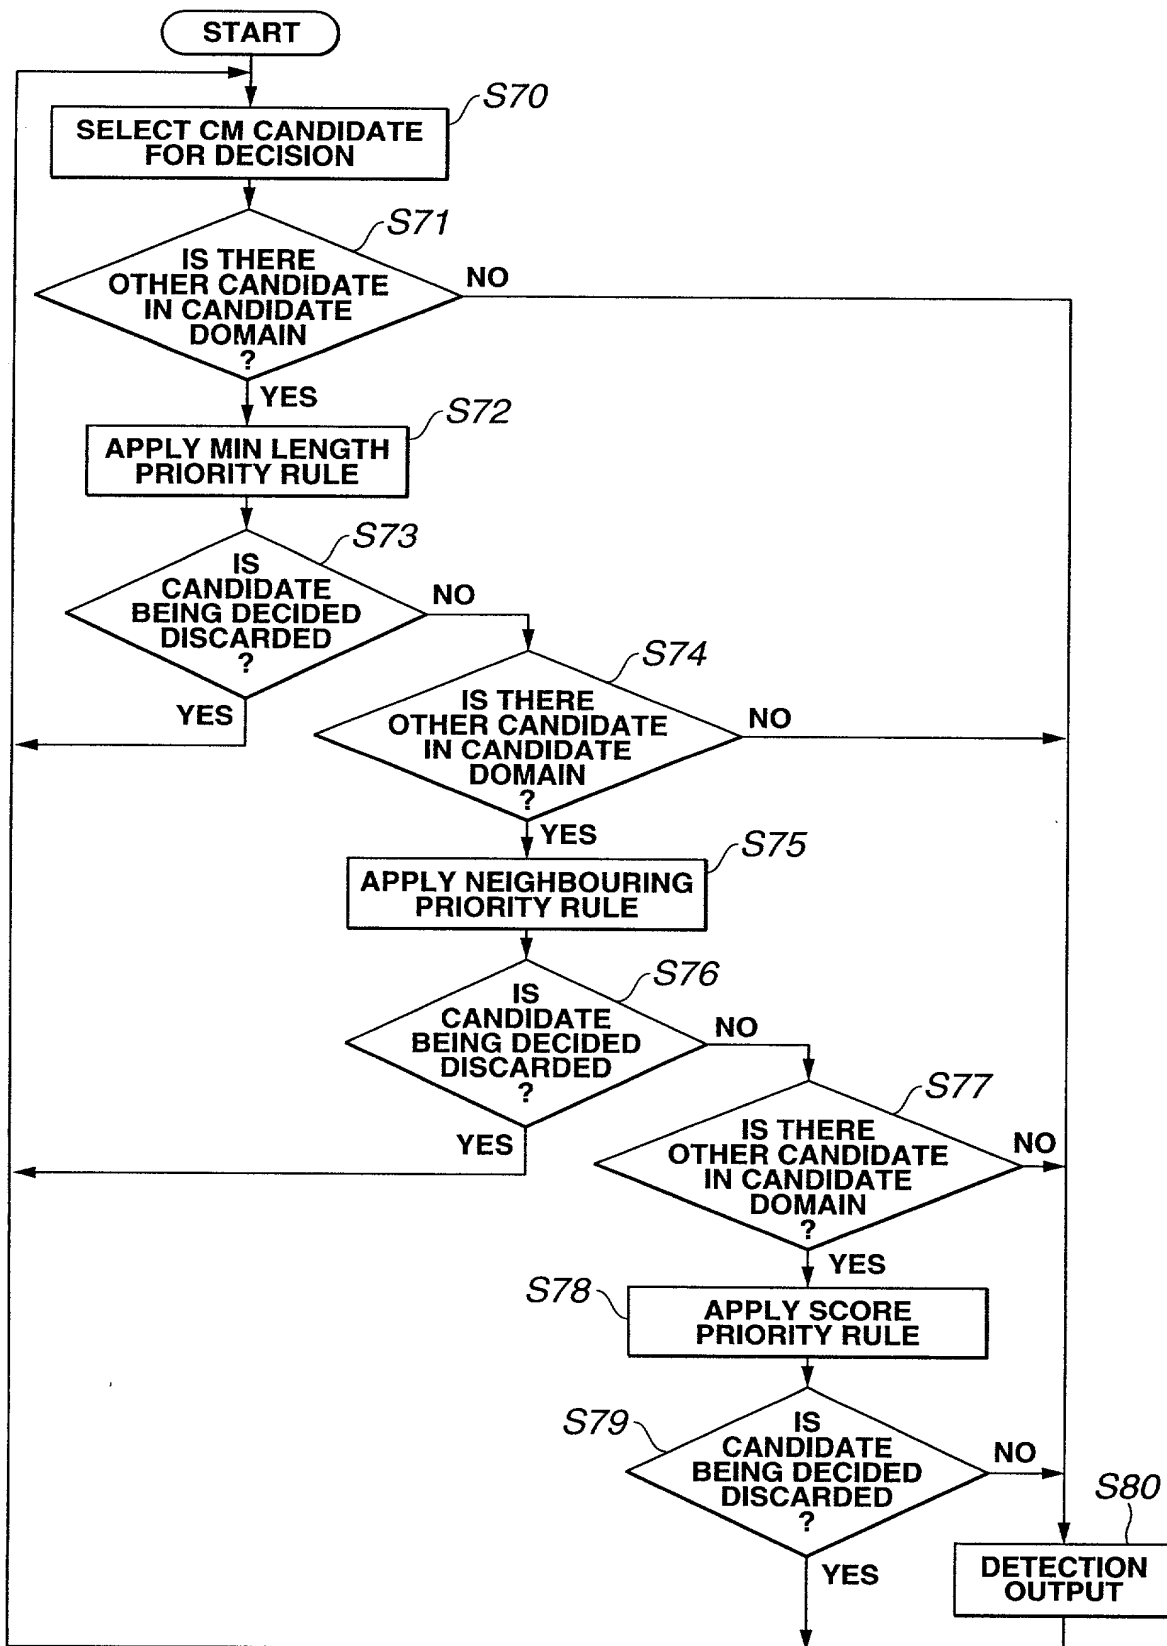 START
S70
SELECT CM CANDIDATE
FOR DECISION
S71
IS THERE
OTHER CANDIDATE
IN CANDIDATE
DOMAIN
?
NO
YES
S72
APPLY MIN LENGTH
PRIORITY RULE
S73
IS
CANDIDATE
BEING DECIDED
DISCARDED
?
NO
YES
S74
IS THERE
OTHER CANDIDATE
IN CANDIDATE
DOMAIN
?
NO
YES
S75
APPLY NEIGHBOURING
PRIORITY RULE
S76
IS
CANDIDATE
BEING DECIDED
DISCARDED
?
NO
YES
S77
IS THERE
OTHER CANDIDATE
IN CANDIDATE
DOMAIN
?
NO
YES
S78
APPLY SCORE
PRIORITY RULE
S79
IS
CANDIDATE
BEING DECIDED
DISCARDED
?
NO
YES
S80
DETECTION
OUTPUT